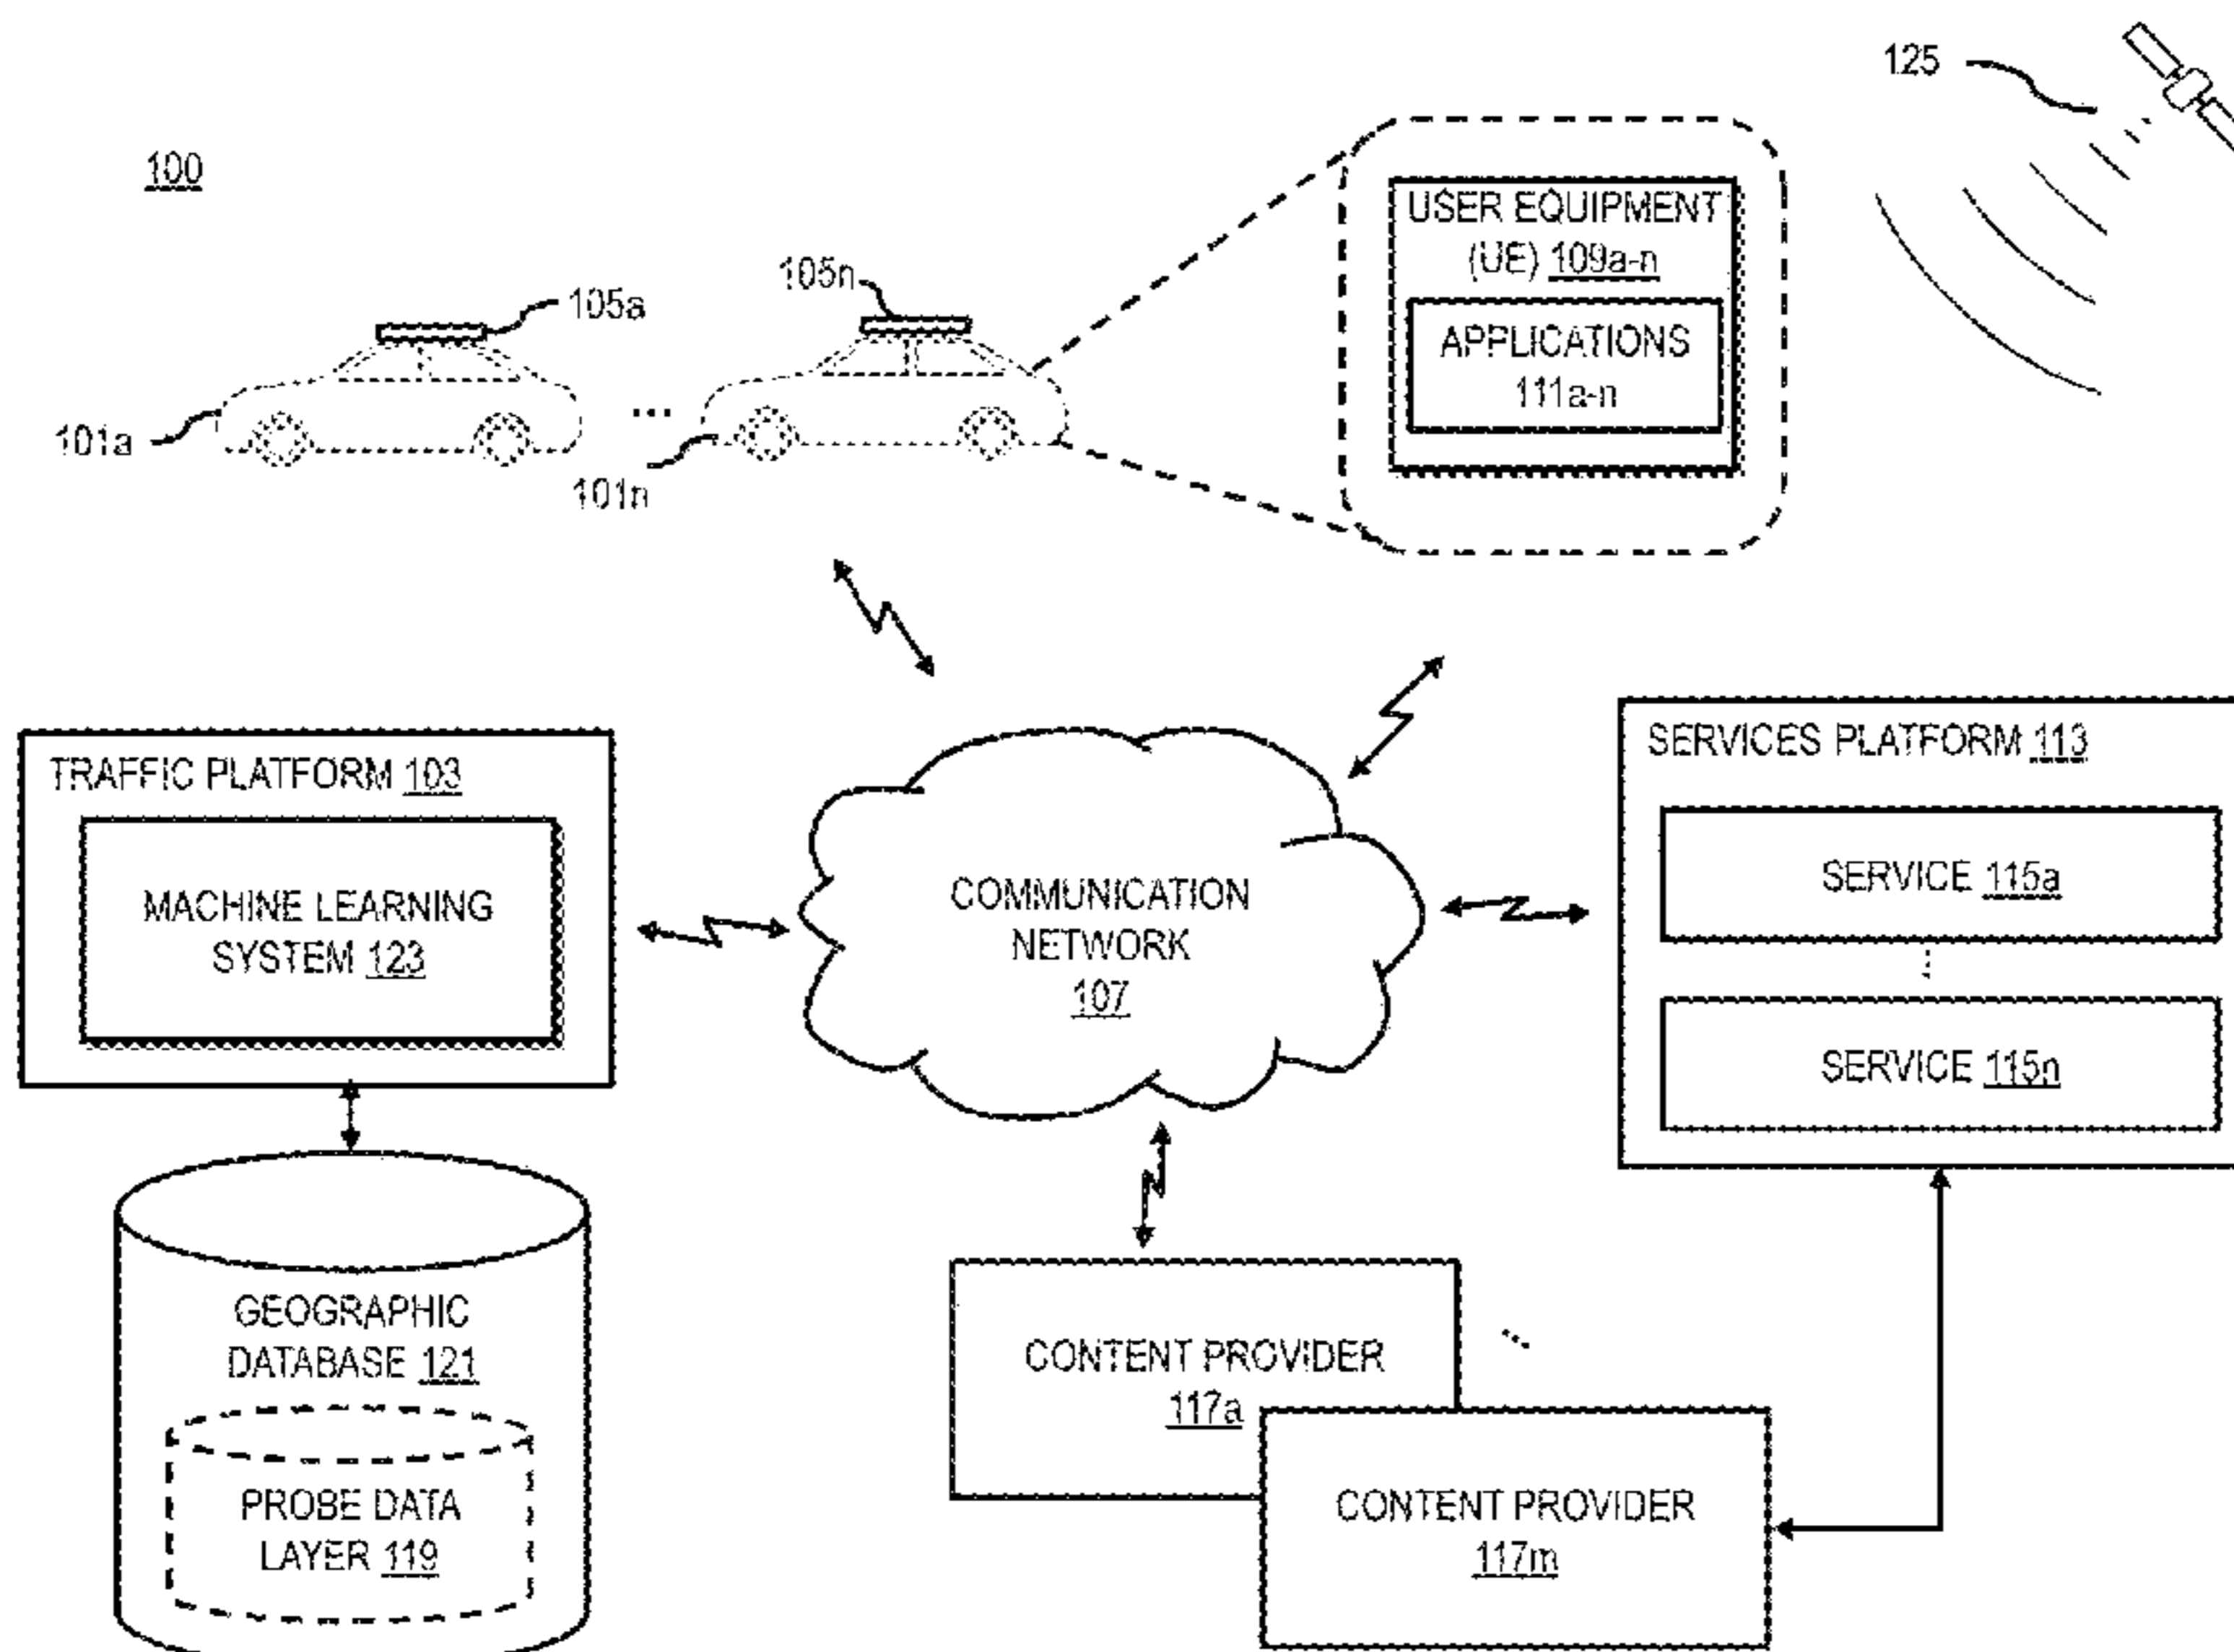 125
100
USER EQUIPMENT
(UE) 109a-n
105n
105a
APPLICATIONS
111a-n
101a
...
101n
SERVICES PLATFORM 113
TRAFFIC PLATFORM 103
SERVICE 115a
...
SERVICE 115n
MACHINE LEARNING
SYSTEM 123
COMMUNICATION
NETWORK
107
GEOGRAPHIC
DATABASE 121
CONTENT PROVIDER
117a
...
PROBE DATA
LAYER 119
CONTENT PROVIDER
117m